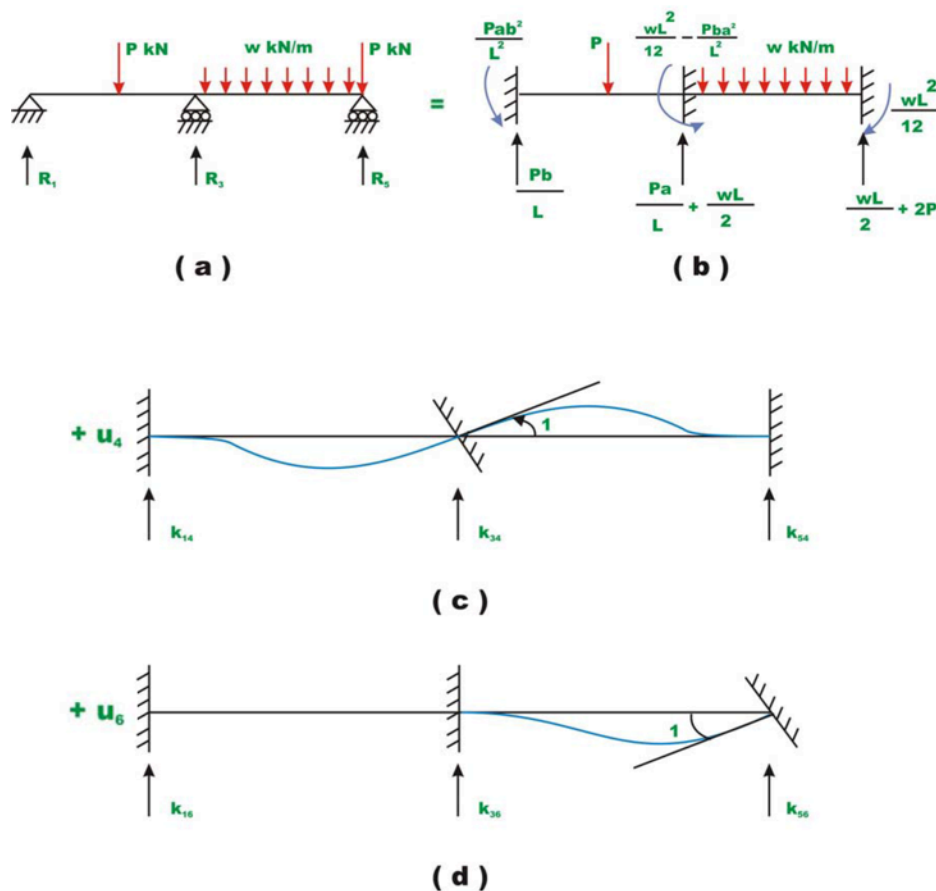 P kN
w kN/m
P kN
R₁
R₃
R₅
( a )
=
Pab²
L²
P
wL² - Pba²
12 L²
w kN/m
wL²
12
Pb
L
Pa + wL
L 2
wL + 2P
2
( b )
+ u₄
1
k₁₄
k₃₄
k₅₄
( c )
+ u₆
1
k₁₆
k₃₆
k₅₆
( d )